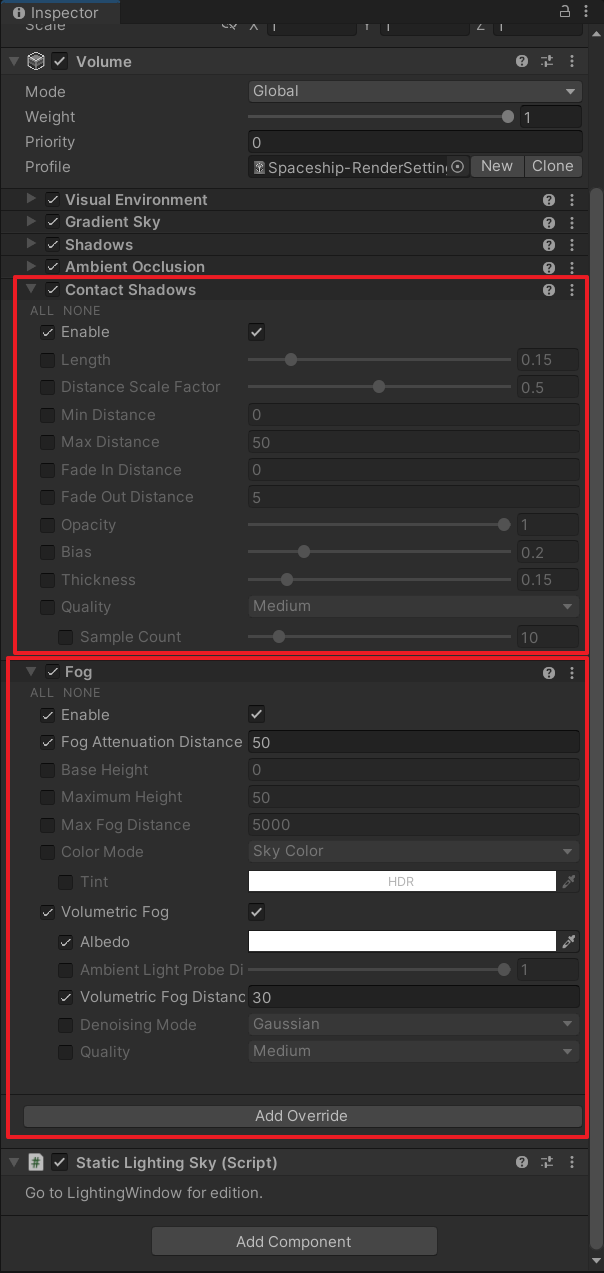 Inspector
Scale X 1 Y 1 Z 1
Volume
Mode Global
Weight 1
Priority 0
Profile Spaceship-RenderSettin New Clone
Visual Environment
Gradient Sky
Shadows
Ambient Occlusion
Contact Shadows
ALL NONE
Enable
Length 0.15
Distance Scale Factor 0.5
Min Distance 0
Max Distance 50
Fade In Distance 0
Fade Out Distance 5
Opacity 1
Bias 0.2
Thickness 0.15
Quality Medium
Sample Count 10
Fog
ALL NONE
Enable
Fog Attenuation Distance 50
Base Height 0
Maximum Height 50
Max Fog Distance 5000
Color Mode Sky Color
Tint HDR
Volumetric Fog
Albedo
Ambient Light Probe Di 1
Volumetric Fog Distanc 30
Denoising Mode Gaussian
Quality Medium
Add Override
# Static Lighting Sky (Script)
Go to LightingWindow for edition.
Add Component